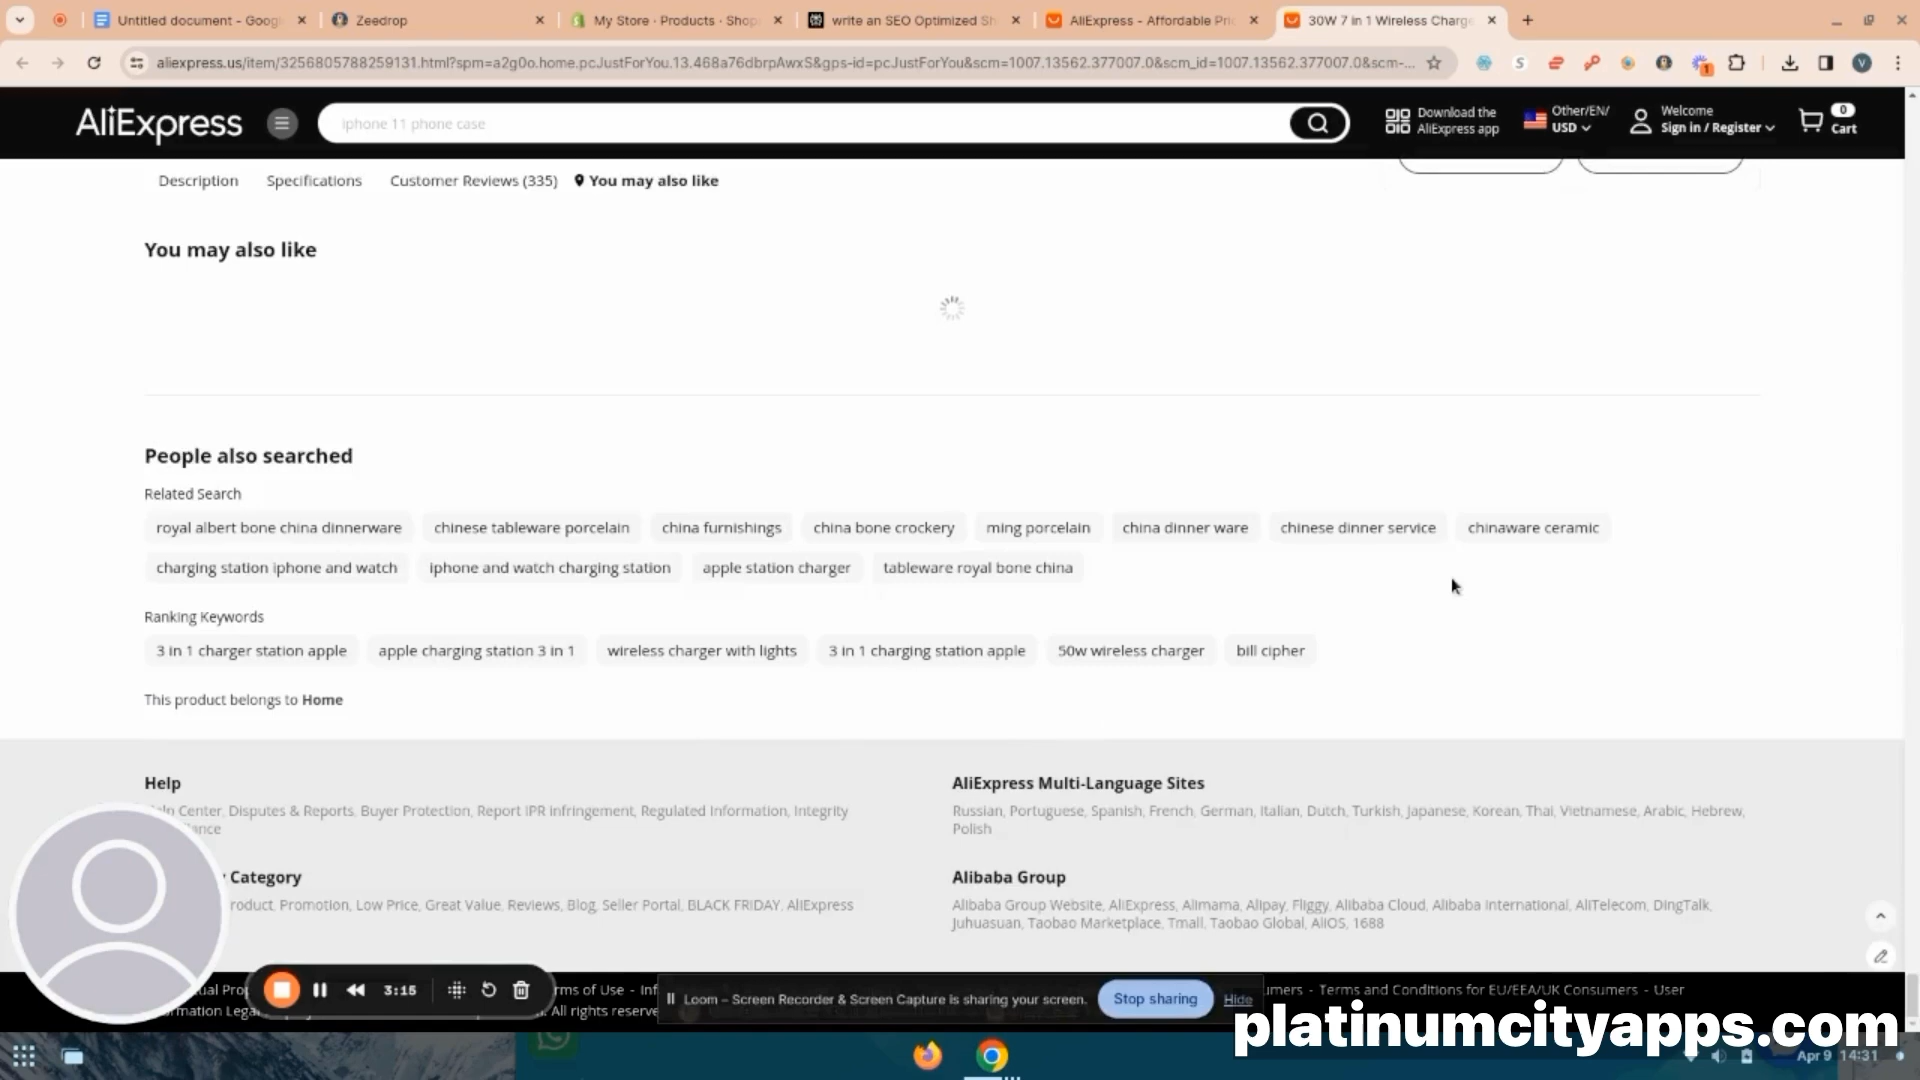 Untitled document - Goog
Zeedrop
My Store · Products · Shop
write an SEO Optimized Sh
AliExpress - Affordable Pri
30W 7 in 1 Wireless Charge
aliexpress.us/item/3256805788259131.html?spm=a2g0o.home.pcJustForYou.13.468a76dbrpAwxS&gps-id=pcJustForYou&scm=1007.13562.377007.0&scm_id=1007.13562.377007.0&scm-...
AliExpress
iphone 11 phone case
Download the
AliExpress app
Other/EN/
USD
Welcome
Sign in / Register
0
Cart
Description
Specifications
Customer Reviews (335)
You may also like
You may also like
People also searched
Related Search
royal albert bone china dinnerware
chinese tableware porcelain
china furnishings
china bone crockery
ming porcelain
china dinner ware
chinese dinner service
chinaware ceramic
charging station iphone and watch
iphone and watch charging station
apple station charger
tableware royal bone china
Ranking Keywords
3 in 1 charger station apple
apple charging station 3 in 1
wireless charger with lights
3 in 1 charging station apple
50w wireless charger
bill cipher
This product belongs to Home
Help
Center, Disputes & Reports, Buyer Protection, Report IPR infringement, Regulated Information, Integrity
AliExpress Multi-Language Sites
Russian, Portuguese, Spanish, French, German, Italian, Dutch, Turkish, Japanese, Korean, Thai, Vietnamese, Arabic, Hebrew,
Polish
Category
roduct, Promotion, Low Price, Great Value, Reviews, Blog, Seller Portal, BLACK FRIDAY, AliExpress
Alibaba Group
Alibaba Group Website, AliExpress, Alimama, Alipay, Fliggy, Alibaba Cloud, Alibaba International, AliTelecom, DingTalk,
Juhuasuan, Taobao Marketplace, Tmall, Taobao Global, AliOS, 1688
3:15
rms of Use - Inf
Loom – Screen Recorder & Screen Capture is sharing your screen.
Stop sharing
Hide
umers - Terms and Conditions for EU/EEA/UK Consumers - User
rmation Lega
. All rights reserve
platinumcityapps.com
Apr 9 14:31